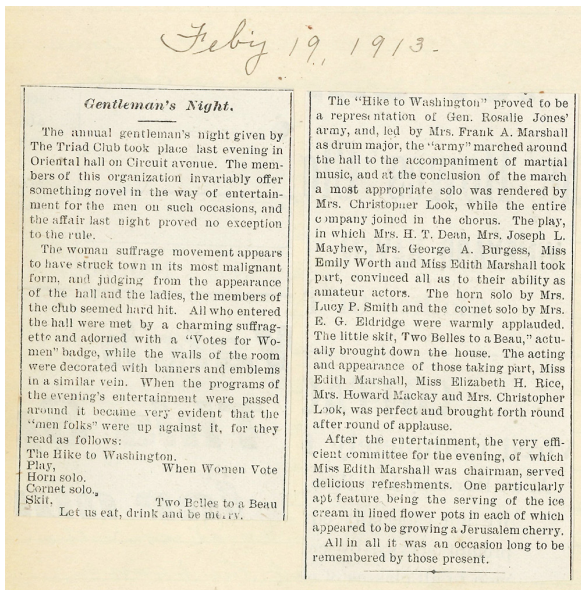 Feb'y 19, 1913.
Gentleman's Night.
The annual gentleman's night given by
The Triad Club took place last evening in
Oriental hall on Circuit avenue. The mem-
bers of this organization invariably offer
something novel in the way of entertain-
ment for the men on such occasions, and
the affair last night proved no exception
to the rule.
The woman suffrage movement appears
to have struck town in its most malignant
form, and judging from the appearance
of the hall and the ladies, the members of
the club seemed hard hit. All who entered
the hall were met by a charming suffrag-
ette and adorned with a "Votes for Wo-
men" badge, while the walls of the room
were decorated with banners and emblems
in a similar vein. When the programs of
the evening's entertainment were passed
around it became very evident that the
"men folks" were up against it, for they
read as follows:
The Hike to Washington.
Play, When Women Vote
Horn solo.
Cornet solo.
Skit, Two Belles to a Beau
Let us eat, drink and be merry.
The "Hike to Washington" proved to be
a representation of Gen. Rosalie Jones'
army, and, led by Mrs. Frank A. Marshall
as drum major, the "army" marched around
the hall to the accompaniment of martial
music, and at the conclusion of the march
a most appropriate solo was rendered by
Mrs. Christopher Look, while the entire
company joined in the chorus. The play,
in which Mrs. H. T. Dean, Mrs. Joseph L.
Mayhew, Mrs. George A. Burgess, Miss
Emily Worth and Miss Edith Marshall took
part, convinced all as to their ability as
amateur actors. The horn solo by Mrs.
Lucy P. Smith and the cornet solo by Mrs.
E. G. Eldridge were warmly applauded.
The little skit, Two Belles to a Beau," actu-
ally brought down the house. The acting
and appearance of those taking part, Miss
Edith Marshall, Miss Elizabeth H. Rice,
Mrs. Howard Mackay and Mrs. Christopher
Look, was perfect and brought forth round
after round of applause.
After the entertainment, the very effi-
cient committee for the evening, of which
Miss Edith Marshall was chairman, served
delicious refreshments. One particularly
apt feature being the serving of the ice
cream in lined flower pots in each of which
appeared to be growing a Jerusalem cherry.
All in all it was an occasion long to be
remembered by those present.